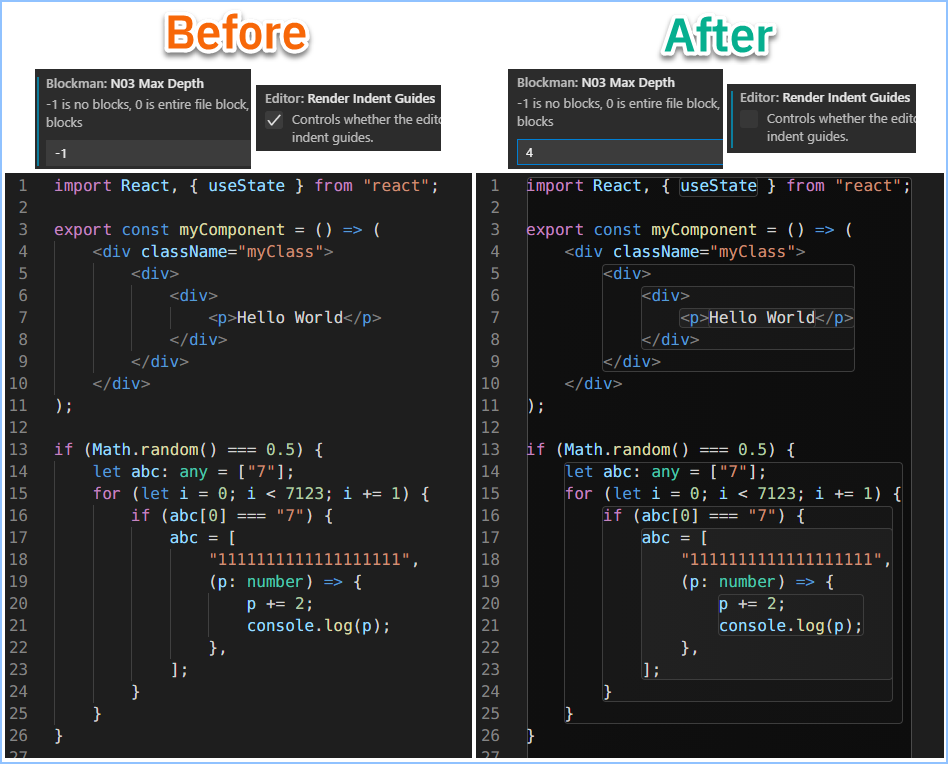 Before
Blockman: N03 Max Depth
-1 is no blocks, 0 is entire file block,
blocks
-1
Editor: Render Indent Guides
Controls whether the edito
indent guides.
1 import React, { useState } from "react";
2
3 export const myComponent = () => (
4 <div className="myClass">
5 <div>
6 <div>
7 <p>Hello World</p>
8 </div>
9 </div>
10 </div>
11 );
12
13 if (Math.random() === 0.5) {
14 let abc: any = ["7"];
15 for (let i = 0; i < 7123; i += 1) {
16 if (abc[0] === "7") {
17 abc = [
18 "1111111111111111111",
19 (p: number) => {
20 p += 2;
21 console.log(p);
22 },
23 ];
24 }
25 }
26 }
27
After
Blockman: N03 Max Depth
-1 is no blocks, 0 is entire file block,
blocks
4
Editor: Render Indent Guides
Controls whether the edito
indent guides.
1 import React, { useState } from "react";
2
3 export const myComponent = () => (
4 <div className="myClass">
5 <div>
6 <div>
7 <p>Hello World</p>
8 </div>
9 </div>
10 </div>
11 );
12
13 if (Math.random() === 0.5) {
14 let abc: any = ["7"];
15 for (let i = 0; i < 7123; i += 1) {
16 if (abc[0] === "7") {
17 abc = [
18 "1111111111111111111",
19 (p: number) => {
20 p += 2;
21 console.log(p);
22 },
23 ];
24 }
25 }
26 }
27